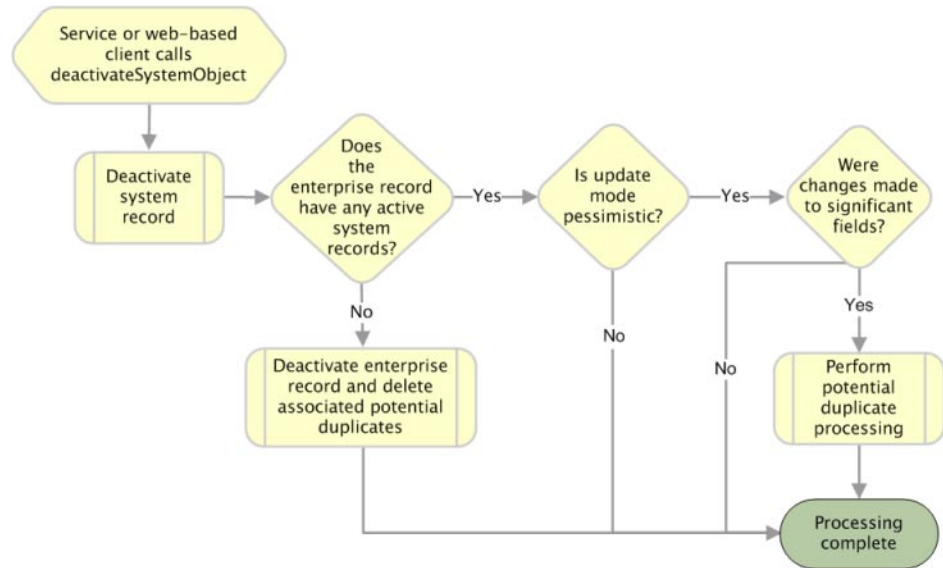 Service or web-based
client calls
deactivateSystemObject
Deactivate
system
record
Does
the
enterprise record
have any active
system
records?
Yes
Is update
mode
pessimistic?
Yes
Were
changes made
to significant
fields?
No
No
No
Yes
Deactivate enterprise
record and delete
associated potential
duplicates
Perform
potential
duplicate
processing
Processing
complete